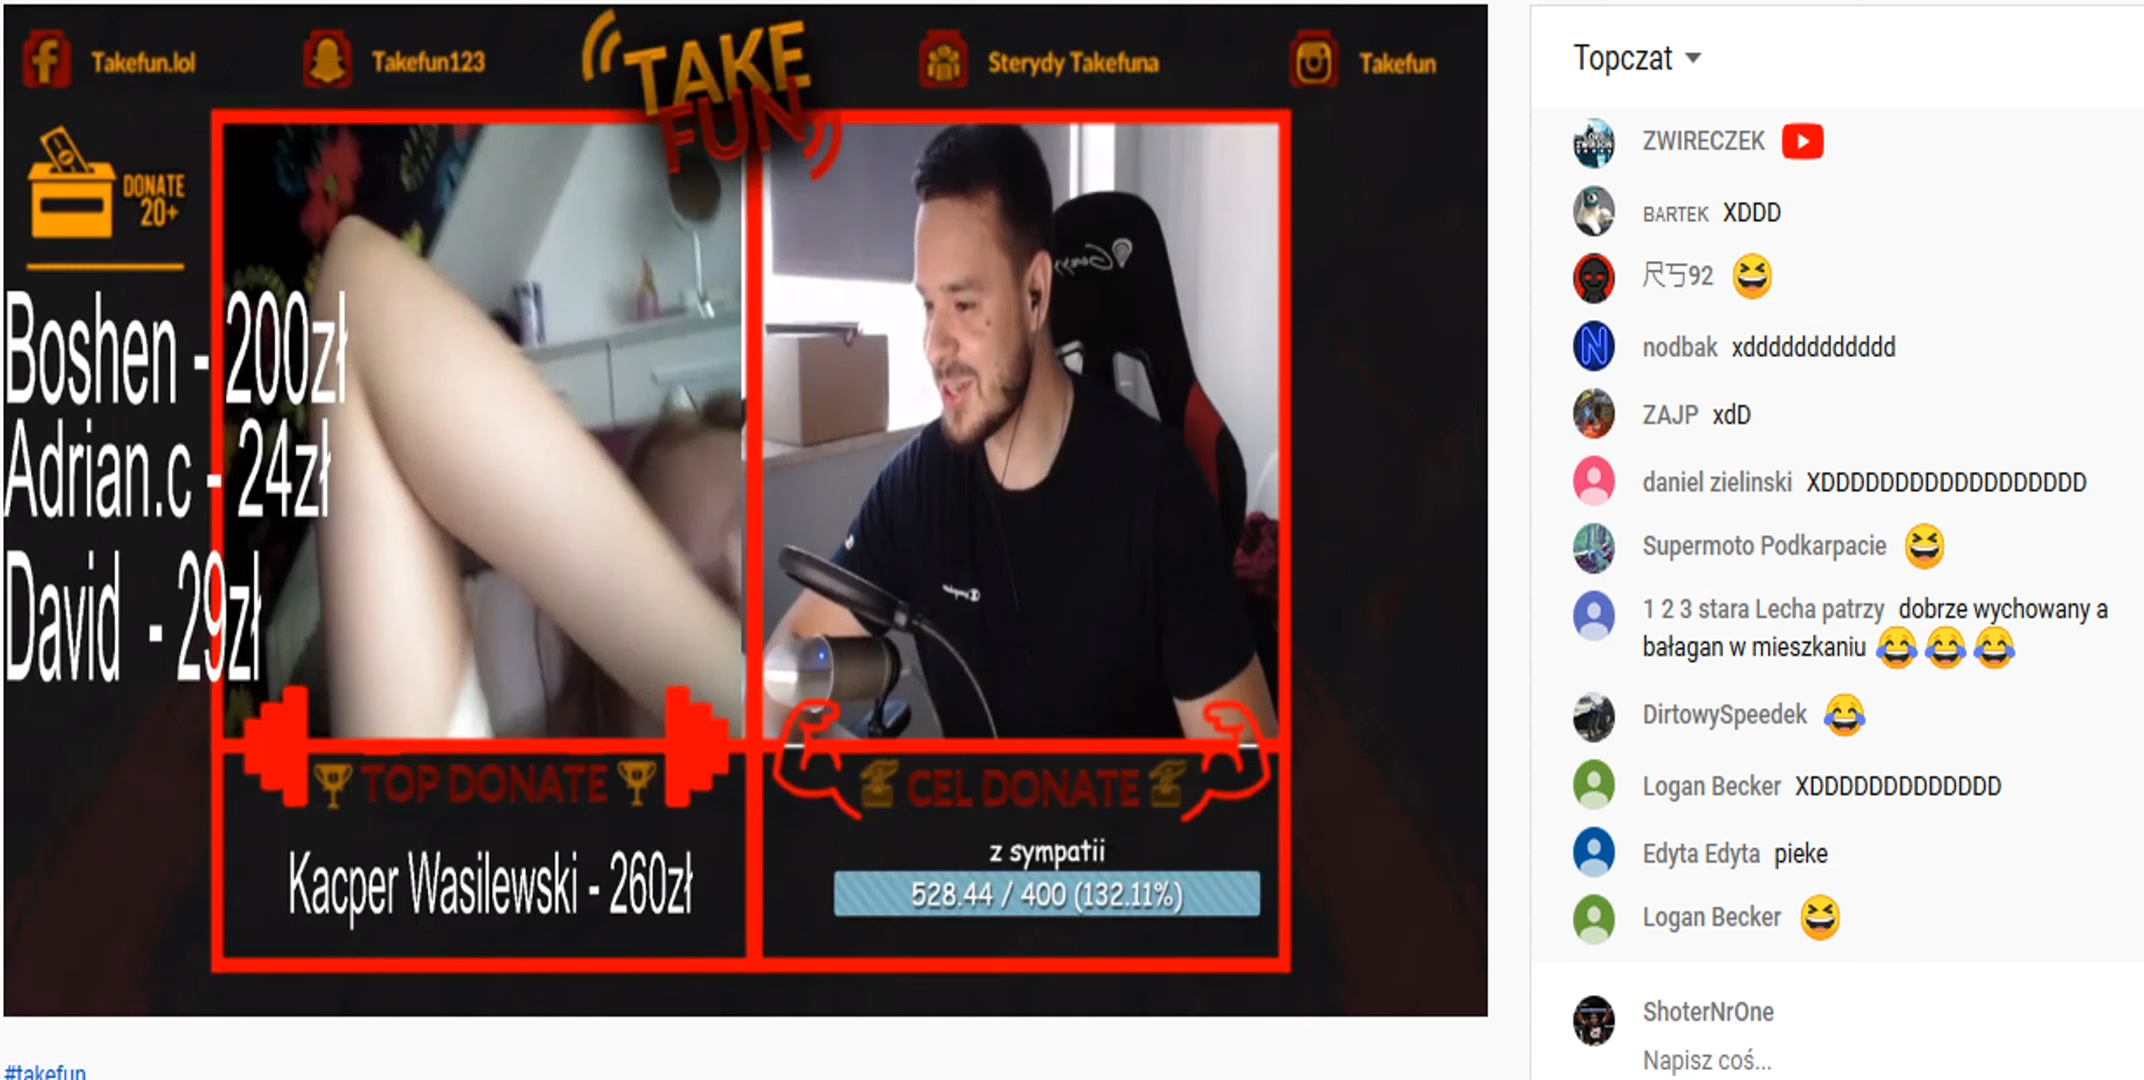 Takefun.lol
Takefun123
TAKE
FUN
Sterydy Takefuna
Takefun
DONATE
20+
Boshen - 200zł
Adrian.c - 24zł
David - 29zł
TOP DONATE
CEL DONATE
Kacper Wasilewski - 260zł
z sympatii
528.44 / 400 (132.11%)
#takefun
Topczat
ZWIRECZEK
BARTEK XDDD
尺丂92
nodbak xdddddddddddd
ZAJP xdD
daniel zielinski XDDDDDDDDDDDDDDDDDD
Supermoto Podkarpacie
1 2 3 stara Lecha patrzy dobrze wychowany a
bałagan w mieszkaniu
DirtowySpeedek
Logan Becker XDDDDDDDDDDDDD
Edyta Edyta pieke
Logan Becker
ShoterNrOne
Napisz coś...